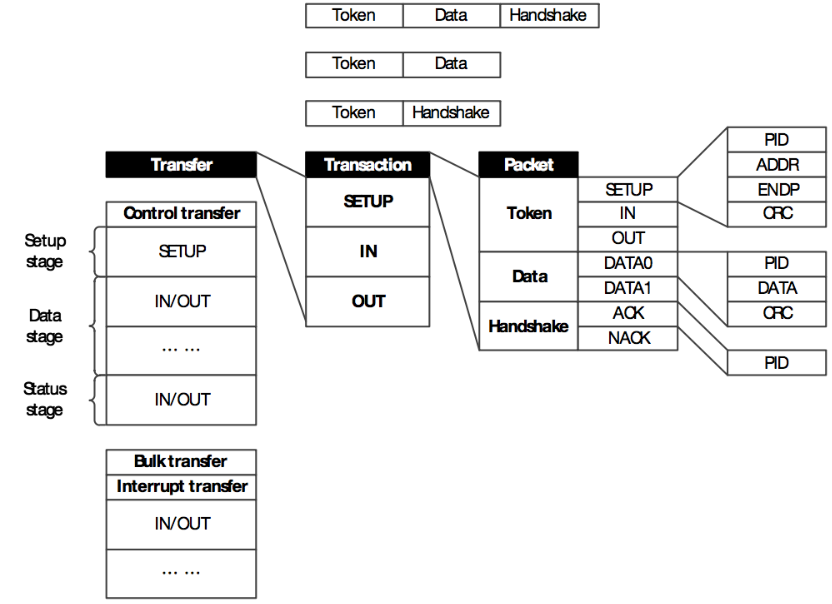 Token Data Handshake
Token Data
Token Handshake
Transfer
Control transfer
Setup
stage
SETUP
Data
stage
IN/OUT
... ...
Status
stage
IN/OUT
Bulk transfer
Interrupt transfer
IN/OUT
... ...
Transaction
SETUP
IN
OUT
Packet
Token
SETUP
IN
OUT
Data
DATA0
DATA1
Handshake
ACK
NACK
PID
ADDR
ENDP
CRC
PID
DATA
CRC
PID